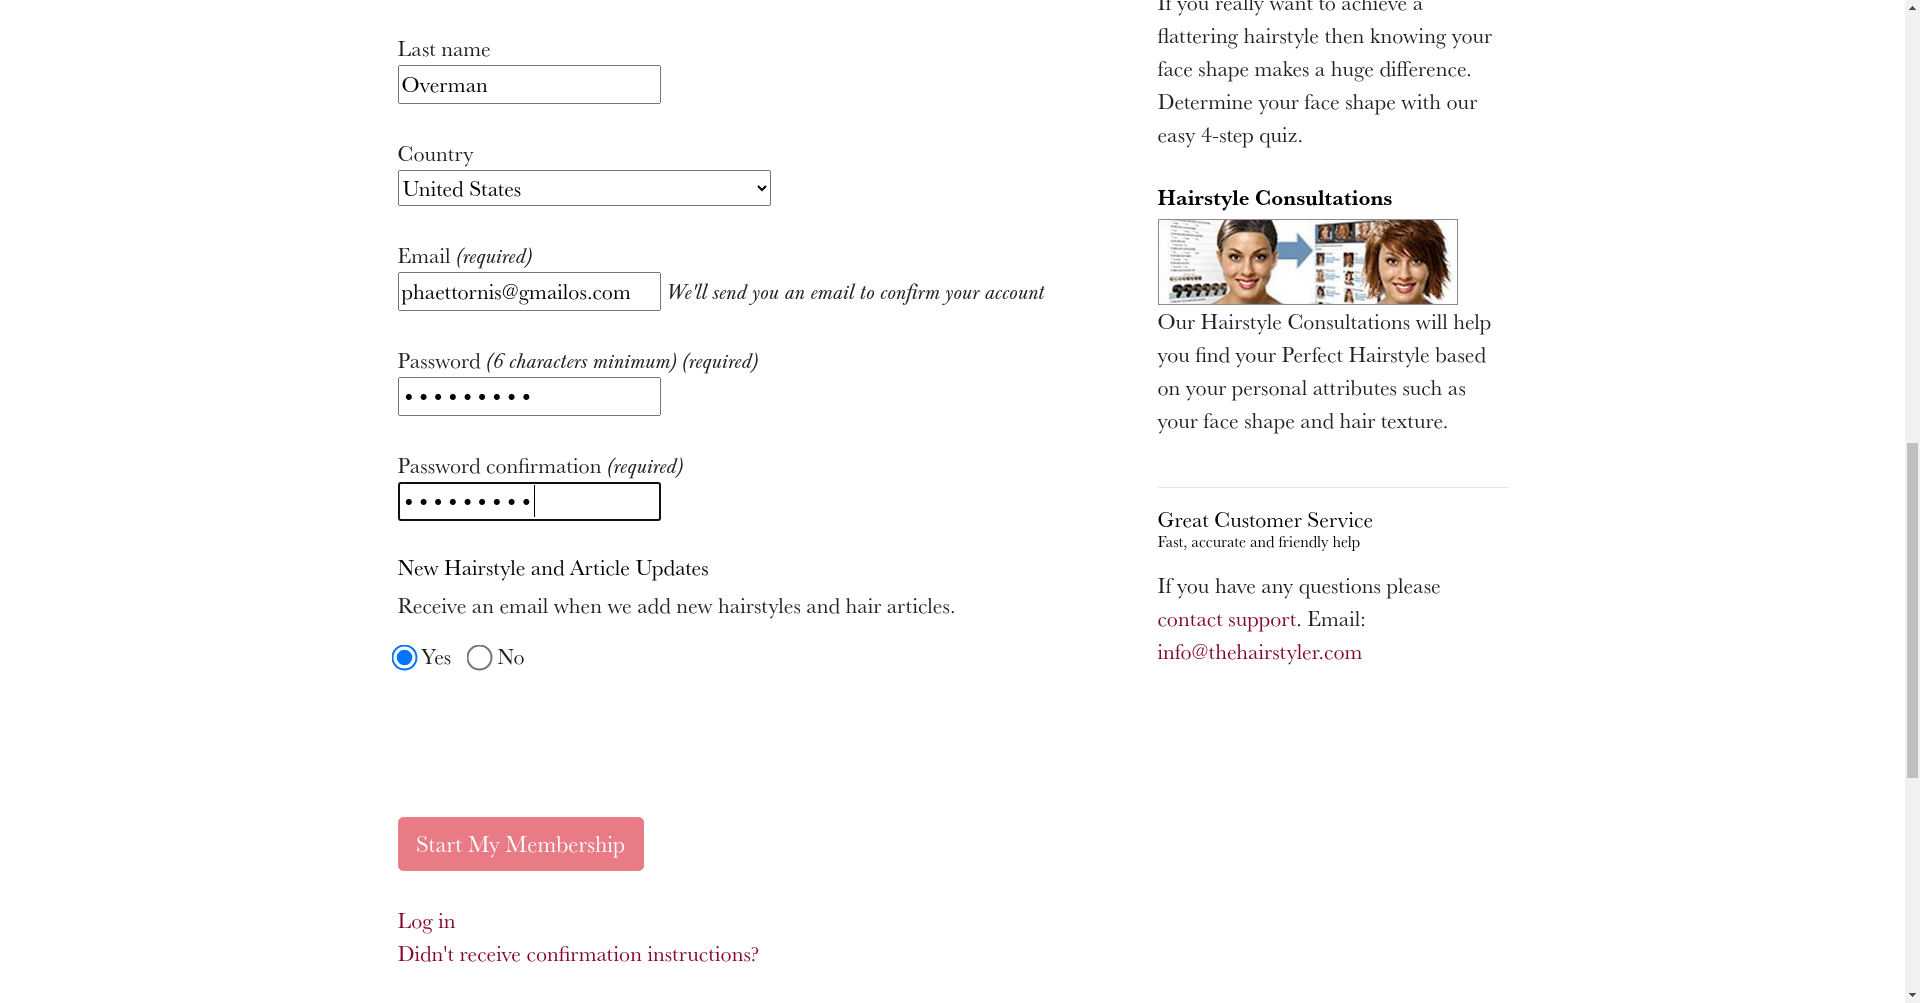 Last name
Overman
Country
United States
Email (required)
phaettornis@gmailos.com We'll send you an email to confirm your account
Password (6 characters minimum) (required)
•••••••••
Password confirmation (required)
•••••••••
New Hairstyle and Article Updates
Receive an email when we add new hairstyles and hair articles.
Yes No
Start My Membership
Log in
Didn't receive confirmation instructions?
If you really want to achieve a
flattering hairstyle then knowing your
face shape makes a huge difference.
Determine your face shape with our
easy 4-step quiz.
Hairstyle Consultations
Our Hairstyle Consultations will help
you find your Perfect Hairstyle based
on your personal attributes such as
your face shape and hair texture.
Great Customer Service
Fast, accurate and friendly help
If you have any questions please
contact support. Email:
info@thehairstyler.com